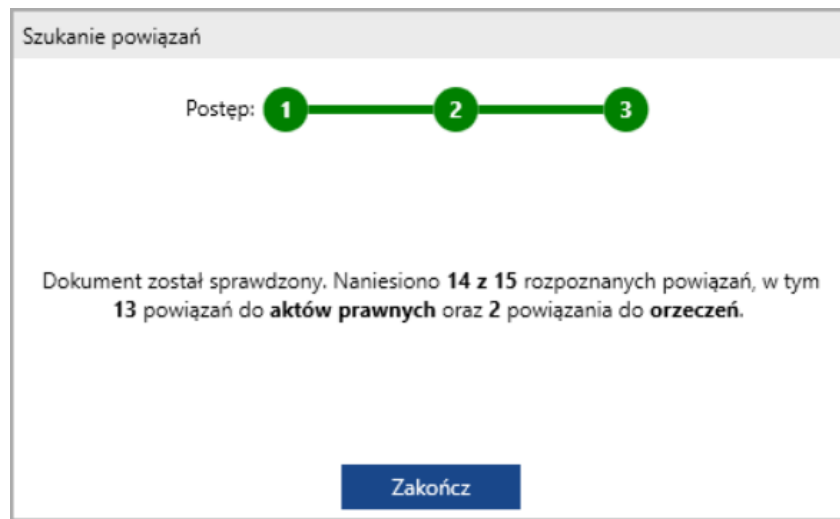 Szukanie powiązań
Postęp: 1 2 3
Dokument został sprawdzony. Naniesiono 14 z 15 rozpoznanych powiązań, w tym
13 powiązań do aktów prawnych oraz 2 powiązania do orzeczeń.
Zakończ